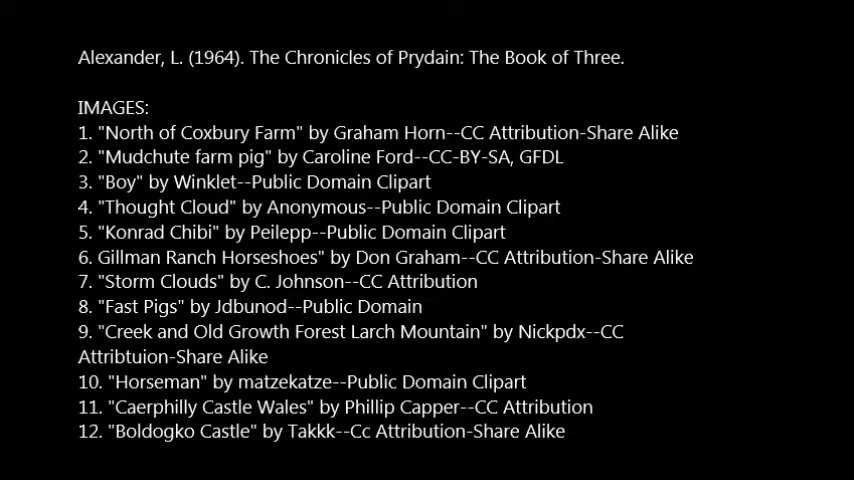 Alexander, L. (1964). The Chronicles of Prydain: The Book of Three.
IMAGES:
1. "North of Coxbury Farm" by Graham Horn--CC Attribution-Share Alike
2. "Mudchute farm pig" by Caroline Ford--CC-BY-SA, GFDL
3. "Boy" by Winklet--Public Domain Clipart
4. "Thought Cloud" by Anonymous--Public Domain Clipart
5. "Konrad Chibi" by Peilepp--Public Domain Clipart
6. Gillman Ranch Horseshoes" by Don Graham--CC Attribution-Share Alike
7. "Storm Clouds" by C. Johnson--CC Attribution
8. "Fast Pigs" by Jdbunod--Public Domain
9. "Creek and Old Growth Forest Larch Mountain" by Nickpdx--CC
Attribtuion-Share Alike
10. "Horseman" by matzekatze--Public Domain Clipart
11. "Caerphilly Castle Wales" by Phillip Capper--CC Attribution
12. "Boldogko Castle" by Takkk--Cc Attribution-Share Alike